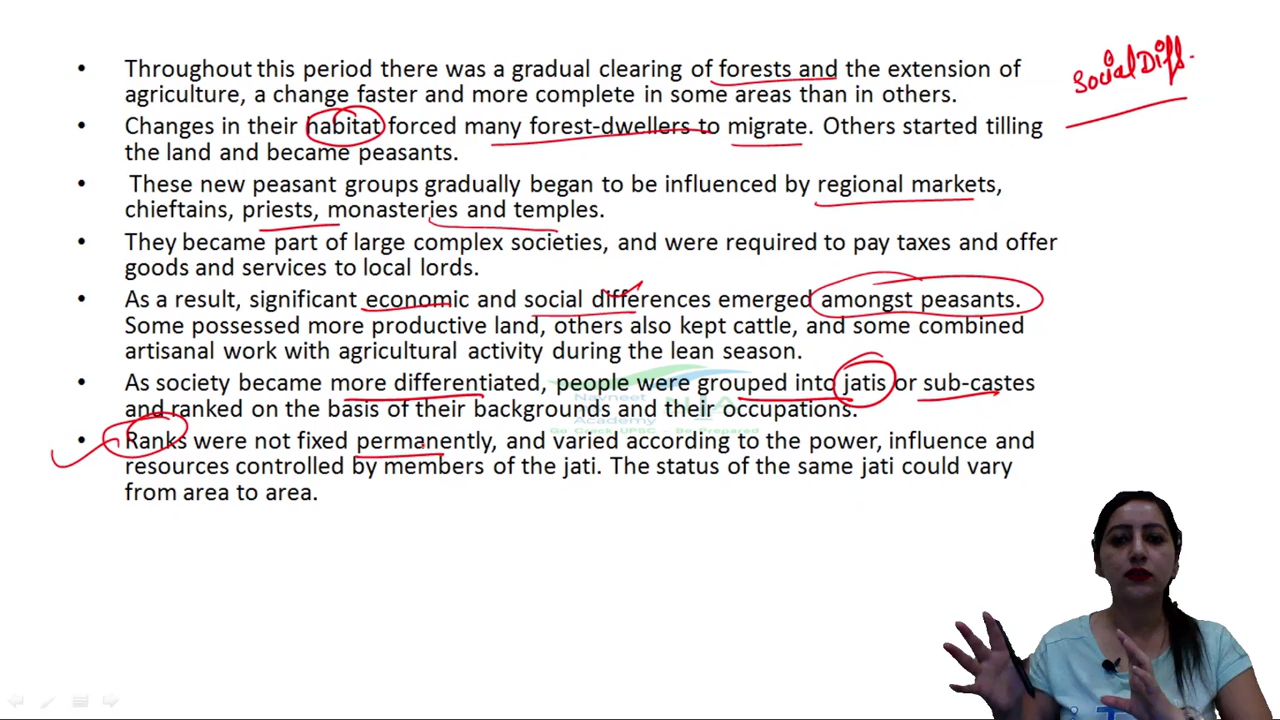 • Throughout this period there was a gradual clearing of forests and the extension of
agriculture, a change faster and more complete in some areas than in others.
Social Diff.
• Changes in their habitat forced many forest-dwellers to migrate. Others started tilling
the land and became peasants.
• These new peasant groups gradually began to be influenced by regional markets,
chieftains, priests, monasteries and temples.
• They became part of large complex societies, and were required to pay taxes and offer
goods and services to local lords.
• As a result, significant economic and social differences emerged amongst peasants.
Some possessed more productive land, others also kept cattle, and some combined
artisanal work with agricultural activity during the lean season.
• As society became more differentiated, people were grouped into jatis or sub-castes
and ranked on the basis of their backgrounds and their occupations.
Navneet
Academy
Go Crack UPSC - Be Prepared
• Ranks were not fixed permanently, and varied according to the power, influence and
resources controlled by members of the jati. The status of the same jati could vary
from area to area.